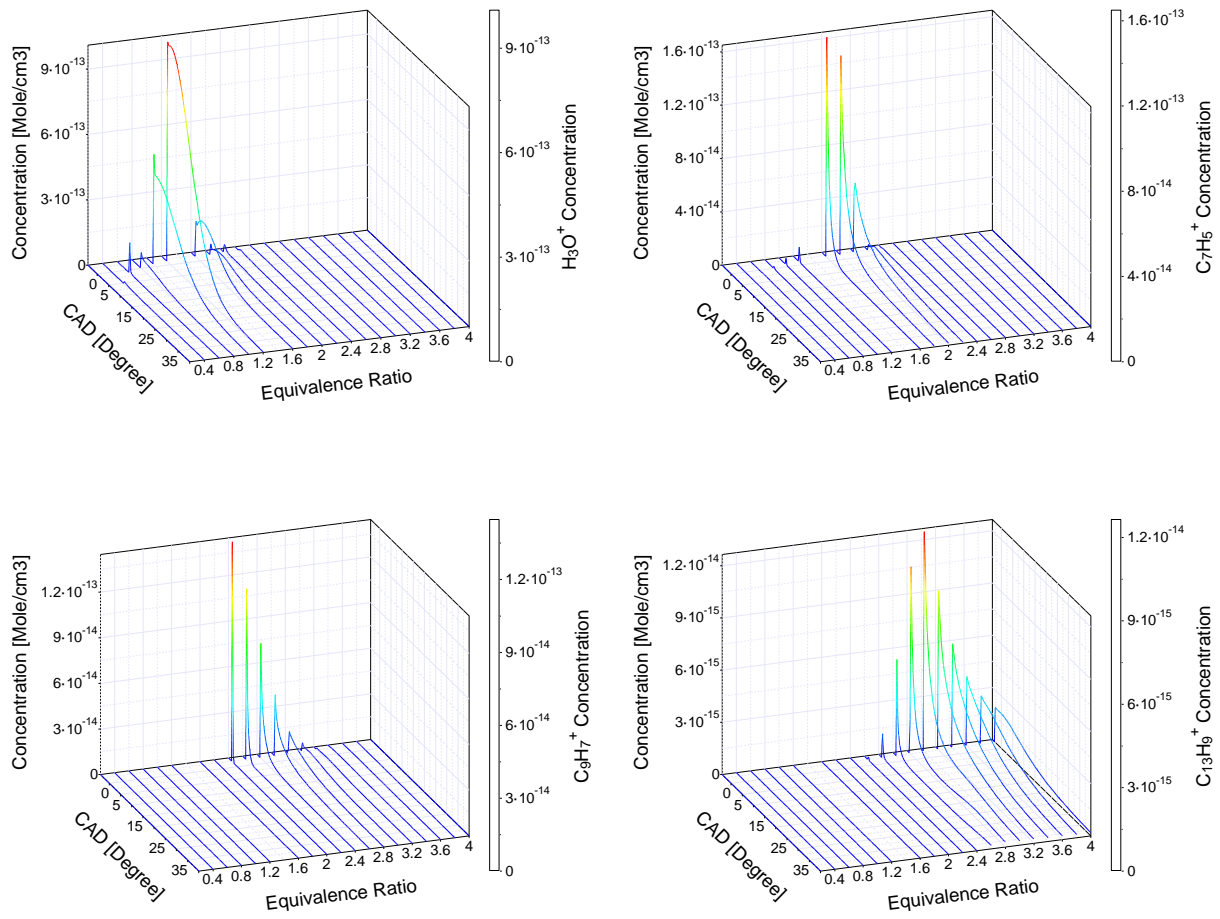 Concentration [Mole/cm3]
9·10-13
6·10-13
3·10-13
0
0
5
15
25
35
CAD [Degree]
0.4 0.8 1.2 1.6 2 2.4 2.8 3.2 3.6 4
Equivalence Ratio
9·10-13
6·10-13
3·10-13
0
H3O+ Concentration
Concentration [Mole/cm3]
1.6·10-13
1.2·10-13
8·10-14
4·10-14
0
0
5
15
25
35
CAD [Degree]
0.4 0.8 1.2 1.6 2 2.4 2.8 3.2 3.6 4
Equivalence Ratio
1.6·10-13
1.2·10-13
8·10-14
4·10-14
0
C7H5+ Concentration
Concentration [Mole/cm3]
1.2·10-13
9·10-14
6·10-14
3·10-14
0
0
5
15
25
35
CAD [Degree]
0.4 0.8 1.2 1.6 2 2.4 2.8 3.2 3.6 4
Equivalence Ratio
1.2·10-13
9·10-14
6·10-14
3·10-14
0
C9H7+ Concentration
Concentration [Mole/cm3]
1.2·10-14
9·10-15
6·10-15
3·10-15
0
0
5
15
25
35
CAD [Degree]
0.4 0.8 1.2 1.6 2 2.4 2.8 3.2 3.6 4
Equivalence Ratio
1.2·10-14
9·10-15
6·10-15
3·10-15
0
C13H9+ Concentration